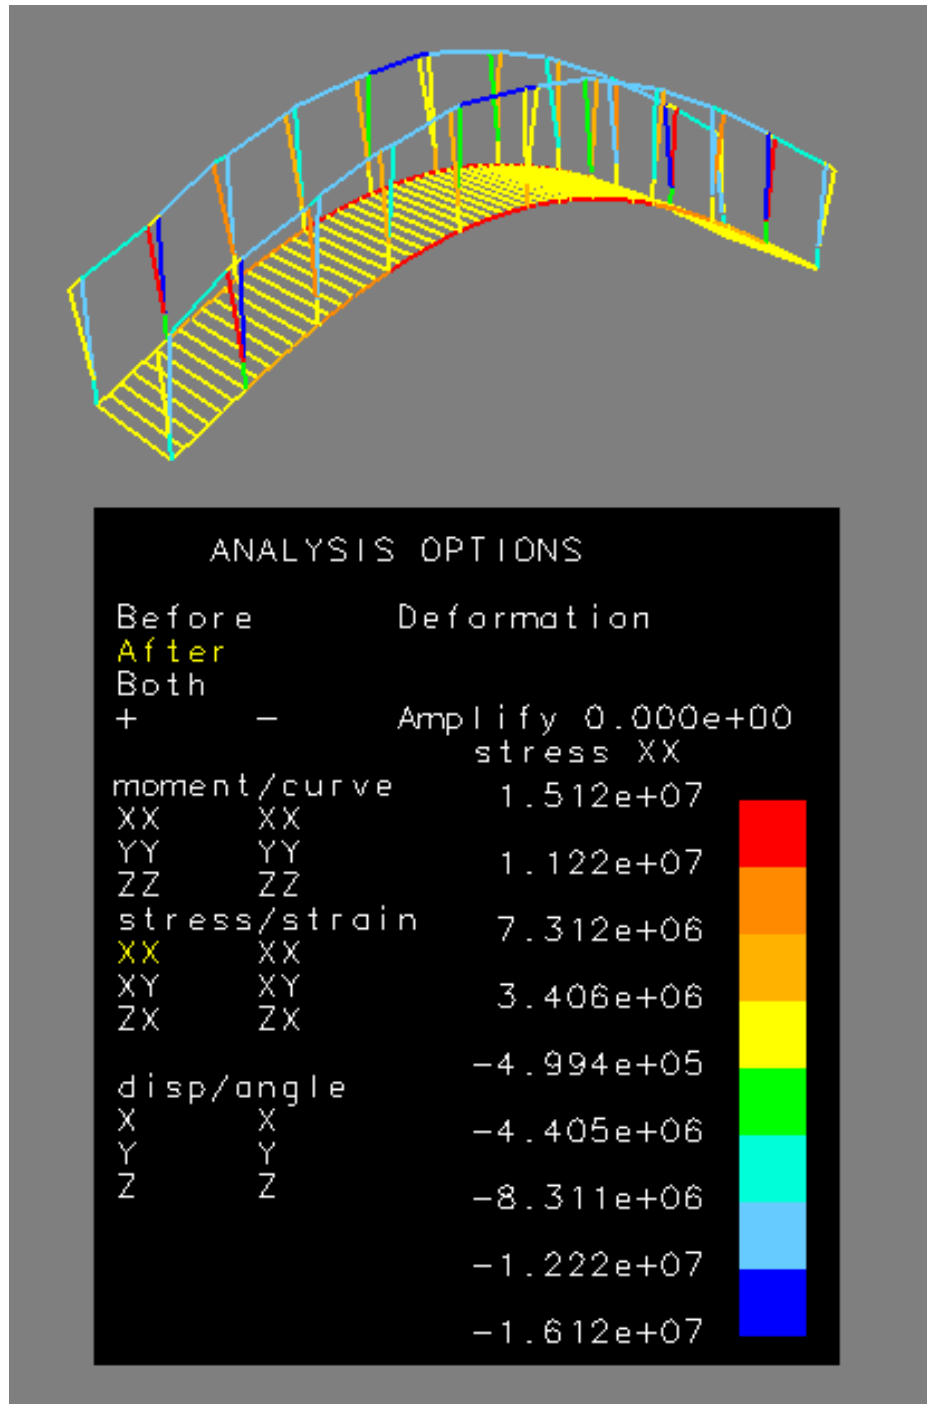 ANALYSIS OPTIONS
Before Deformation
After
Both
+ - Amplify 0.000e+00
stress XX
moment/curve 1.512e+07
XX XX
YY YY 1.122e+07
ZZ ZZ
stress/strain 7.312e+06
XX XX
XY XY 3.406e+06
ZX ZX
-4.994e+05
disp/angle
X X -4.405e+06
Y Y
Z Z -8.311e+06
-1.222e+07
-1.612e+07